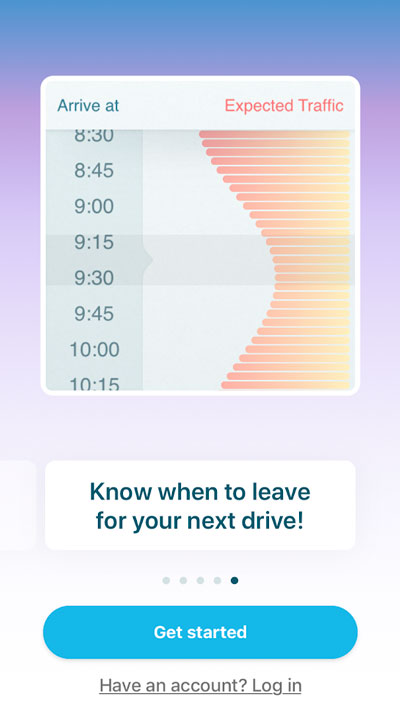 Arrive at
Expected Traffic
8:30
8:45
9:00
9:15
9:30
9:45
10:00
10:15
Know when to leave
for your next drive!
Get started
Have an account? Log in